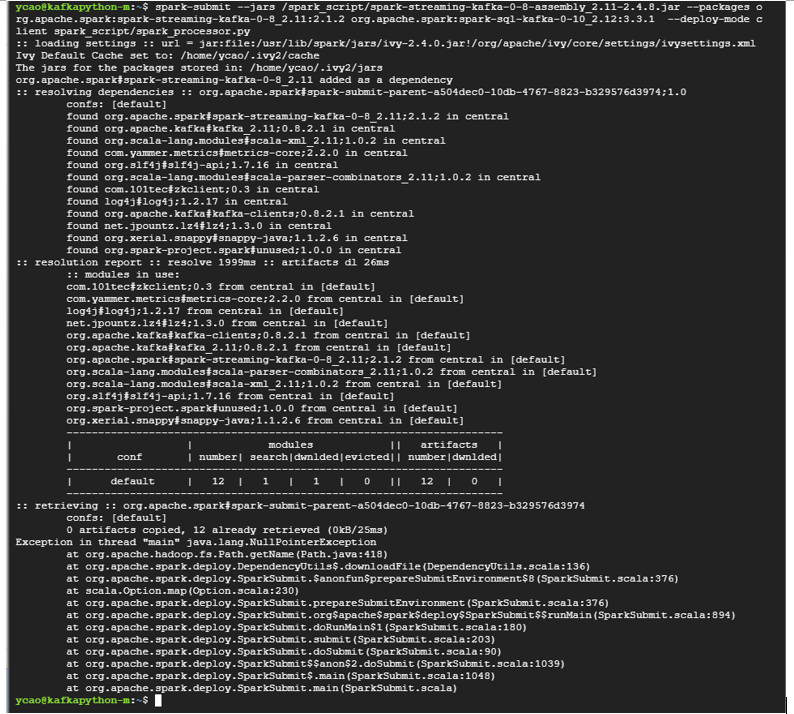 ycao@kafkapython-m:~$ spark-submit --jars /spark_script/spark-streaming-kafka-0-8-assembly_2.11-2.4.8.jar --packages o
rg.apache.spark:spark-streaming-kafka-0-8_2.11:2.1.2 org.apache.spark:spark-sql-kafka-0-10_2.12:3.3.1  --deploy-mode c
lient spark_script/spark_processor.py
:: loading settings :: url = jar:file:/usr/lib/spark/jars/ivy-2.4.0.jar!/org/apache/ivy/core/settings/ivysettings.xml
Ivy Default Cache set to: /home/ycao/.ivy2/cache
The jars for the packages stored in: /home/ycao/.ivy2/jars
org.apache.spark#spark-streaming-kafka-0-8_2.11 added as a dependency
:: resolving dependencies :: org.apache.spark#spark-submit-parent-a504dec0-10db-4767-8823-b329576d3974;1.0
confs: [default]
found org.apache.spark#spark-streaming-kafka-0-8_2.11;2.1.2 in central
found org.apache.kafka#kafka_2.11;0.8.2.1 in central
found org.scala-lang.modules#scala-xml_2.11;1.0.2 in central
found com.yammer.metrics#metrics-core;2.2.0 in central
found org.slf4j#slf4j-api;1.7.16 in central
found org.scala-lang.modules#scala-parser-combinators_2.11;1.0.2 in central
found com.101tec#zkclient;0.3 in central
found log4j#log4j;1.2.17 in central
found org.apache.kafka#kafka-clients;0.8.2.1 in central
found net.jpountz.lz4#lz4;1.3.0 in central
found org.xerial.snappy#snappy-java;1.1.2.6 in central
found org.spark-project.spark#unused;1.0.0 in central
:: resolution report :: resolve 1999ms :: artifacts dl 26ms
:: modules in use:
com.101tec#zkclient;0.3 from central in [default]
com.yammer.metrics#metrics-core;2.2.0 from central in [default]
log4j#log4j;1.2.17 from central in [default]
net.jpountz.lz4#lz4;1.3.0 from central in [default]
org.apache.kafka#kafka-clients;0.8.2.1 from central in [default]
org.apache.kafka#kafka_2.11;0.8.2.1 from central in [default]
org.apache.spark#spark-streaming-kafka-0-8_2.11;2.1.2 from central in [default]
org.scala-lang.modules#scala-parser-combinators_2.11;1.0.2 from central in [default]
org.scala-lang.modules#scala-xml_2.11;1.0.2 from central in [default]
org.slf4j#slf4j-api;1.7.16 from central in [default]
org.spark-project.spark#unused;1.0.0 from central in [default]
org.xerial.snappy#snappy-java;1.1.2.6 from central in [default]
---------------------------------------------------------------------
|                  |            modules            ||   artifacts   |
|       conf       | number| search|dwnlded|evicted|| number|dwnlded|
---------------------------------------------------------------------
|      default     |   12  |   1   |   1   |   0   ||   12  |   0   |
---------------------------------------------------------------------
:: retrieving :: org.apache.spark#spark-submit-parent-a504dec0-10db-4767-8823-b329576d3974
confs: [default]
0 artifacts copied, 12 already retrieved (0kB/25ms)
Exception in thread "main" java.lang.NullPointerException
at org.apache.hadoop.fs.Path.getName(Path.java:418)
at org.apache.spark.deploy.DependencyUtils$.downloadFile(DependencyUtils.scala:136)
at org.apache.spark.deploy.SparkSubmit.$anonfun$prepareSubmitEnvironment$8(SparkSubmit.scala:376)
at scala.Option.map(Option.scala:230)
at org.apache.spark.deploy.SparkSubmit.prepareSubmitEnvironment(SparkSubmit.scala:376)
at org.apache.spark.deploy.SparkSubmit.org$apache$spark$deploy$SparkSubmit$$runMain(SparkSubmit.scala:894)
at org.apache.spark.deploy.SparkSubmit.doRunMain$1(SparkSubmit.scala:180)
at org.apache.spark.deploy.SparkSubmit.submit(SparkSubmit.scala:203)
at org.apache.spark.deploy.SparkSubmit.doSubmit(SparkSubmit.scala:90)
at org.apache.spark.deploy.SparkSubmit$$anon$2.doSubmit(SparkSubmit.scala:1039)
at org.apache.spark.deploy.SparkSubmit$.main(SparkSubmit.scala:1048)
at org.apache.spark.deploy.SparkSubmit.main(SparkSubmit.scala)
ycao@kafkapython-m:~$